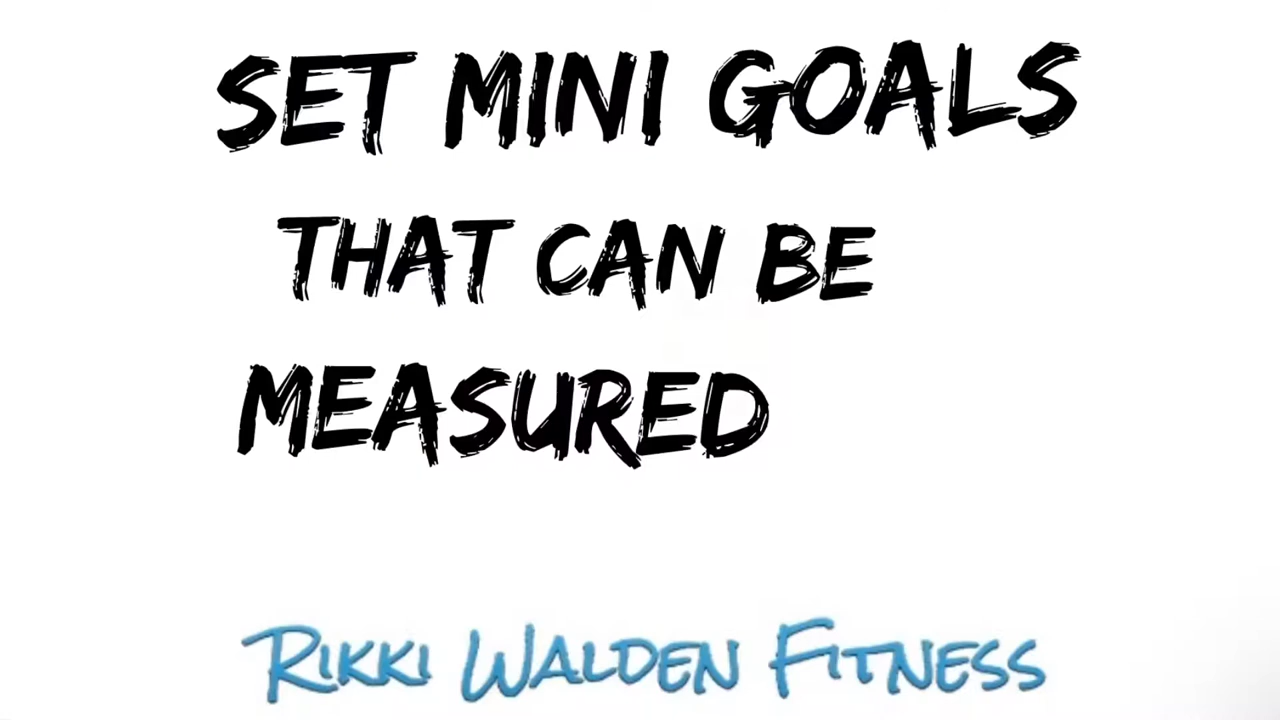 SET MINI GOALS
THAT CAN BE
MEASURED
RIKKI WALDEN FITNESS